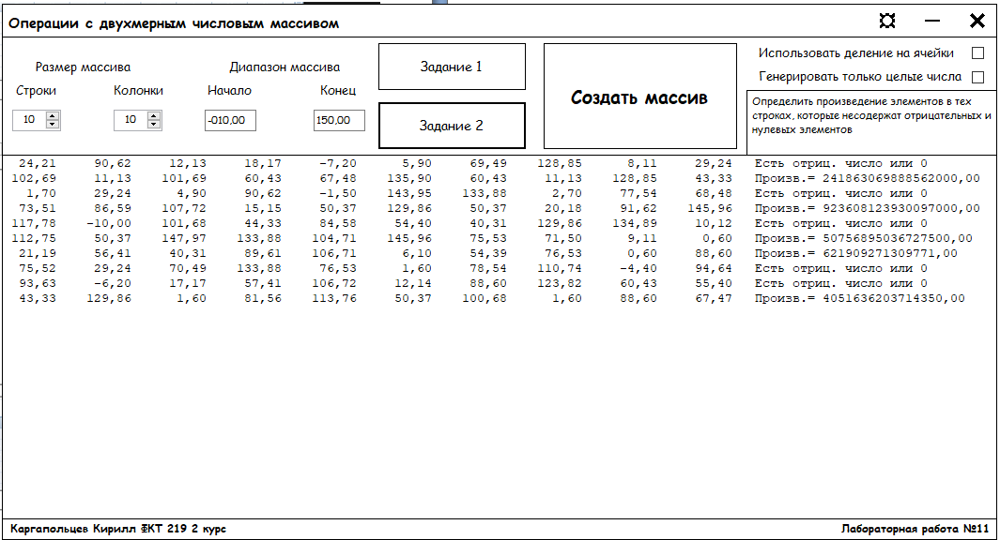 Операции с двухмерным числовым массивом
Размер массива
Диапазон массива
Строки
Колонки
Начало
Конец
10
10
-010,00
150,00
Задание 1
Задание 2
Создать массив
Использовать деление на ячейки
Генерировать только целые числа
Определить произведение элементов в тех
строках, которые несодержат отрицательных и
нулевых элементов
24,21 90,62 12,13 18,17 -7,20 5,90 69,49 128,85 8,11 29,24 Есть отриц. число или 0
102,69 11,13 101,69 60,43 67,48 135,90 60,43 11,13 128,85 43,33 Произв.= 241863069888562000,00
1,70 29,24 4,90 90,62 -1,50 143,95 133,88 2,70 77,54 68,48 Есть отриц. число или 0
73,51 86,59 107,72 15,15 50,37 129,86 50,37 20,18 91,62 145,96 Произв.= 923608123930097000,00
117,78 -10,00 101,68 44,33 84,58 54,40 40,31 129,86 134,89 10,12 Есть отриц. число или 0
112,75 50,37 147,97 133,88 104,71 145,96 75,53 71,50 9,11 0,60 Произв.= 50756895036727500,00
21,19 56,41 40,31 89,61 106,71 6,10 54,39 76,53 0,60 88,60 Произв.= 621909271309771,00
75,52 29,24 70,49 133,88 76,53 1,60 78,54 110,74 -4,40 94,64 Есть отриц. число или 0
93,63 -6,20 17,17 57,41 106,72 12,14 88,60 123,82 60,43 55,40 Есть отриц. число или 0
43,33 129,86 1,60 81,56 113,76 50,37 100,68 1,60 88,60 67,47 Произв.= 4051636203714350,00
Каргапольцев Кирилл ФКТ 219 2 курс
Лабораторная работа №11